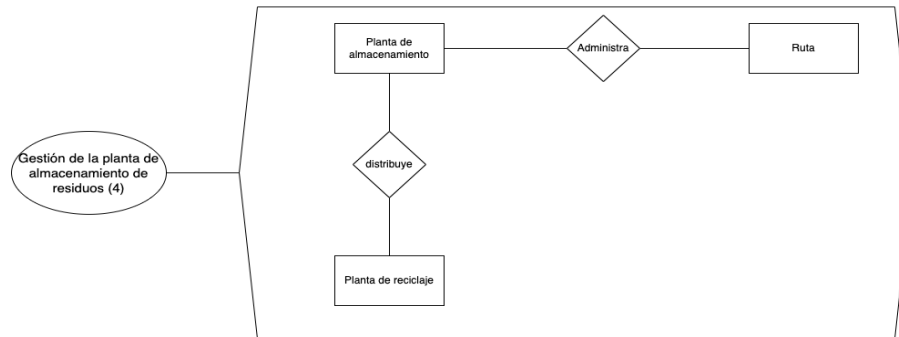 Planta de
almacenamiento
Administra
Ruta
Gestión de la planta de
almacenamiento de
residuos (4)
distribuye
Planta de reciclaje